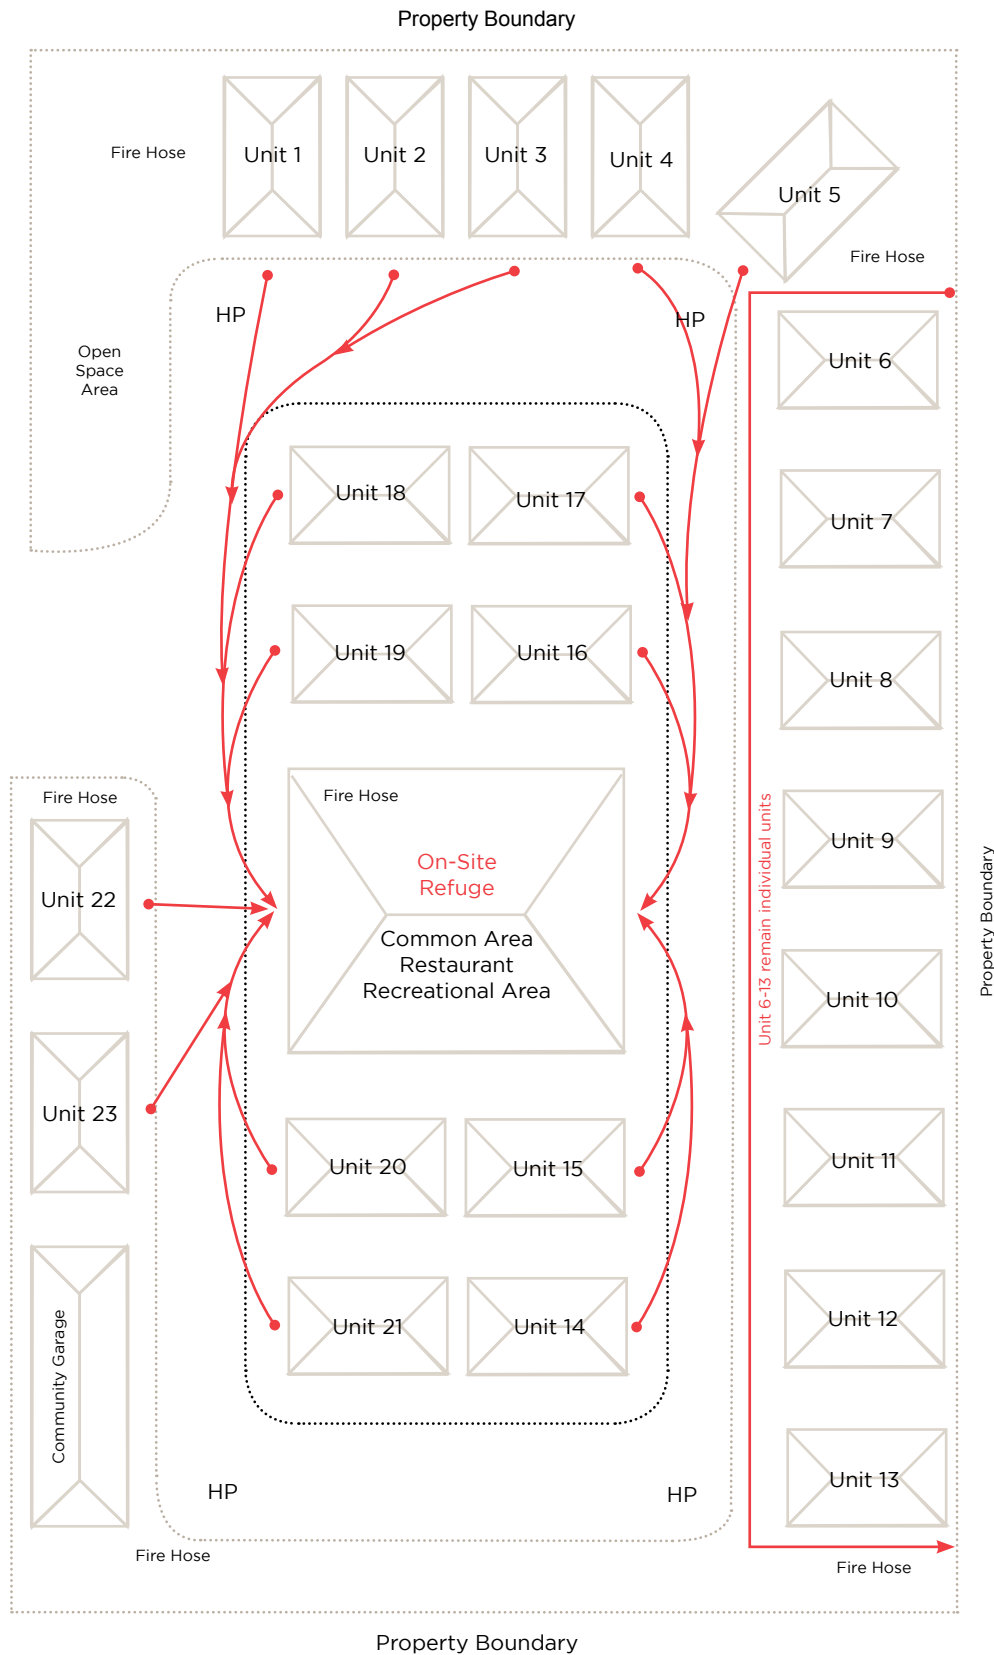 Property Boundary
Fire Hose
Unit 1
Unit 2
Unit 3
Unit 4
Unit 5
Fire Hose
HP
HP
Open
Space
Area
Unit 6
Unit 18
Unit 17
Unit 7
Unit 19
Unit 16
Unit 8
Fire Hose
Fire Hose
Unit 6-13 remain individual units
Unit 9
Property Boundary
On-Site
Refuge
Unit 22
Common Area
Restaurant
Recreational Area
Unit 10
Unit 23
Unit 20
Unit 15
Unit 11
Community Garage
Unit 21
Unit 14
Unit 12
HP
HP
Unit 13
Fire Hose
Fire Hose
Property Boundary